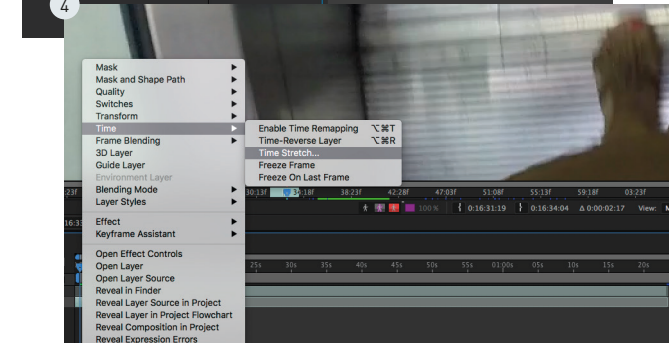 4
Mask
Mask and Shape Path
Quality
Switches
Transform
Time
Frame Blending
3D Layer
Guide Layer
Environment Layer
Blending Mode
Layer Styles
Effect
Keyframe Assistant
Open Effect Controls
Open Layer
Open Layer Source
Reveal in Finder
Reveal Layer Source in Project
Reveal Layer in Project Flowchart
Reveal Composition in Project
Reveal Expression Errors
Enable Time Remapping ⌥⌘T
Time-Reverse Layer ⌥⌘R
Time Stretch...
Freeze Frame
Freeze On Last Frame
:23f 30:13f 34:18f 38:23f 42:28f 47:03f 51:08f 55:13f 59:18f 03:23f
100% { 0:16:31:19 } 0:16:34:04 Δ 0:00:02:17 View:
25s 30s 35s 40s 45s 50s 55s 01:00s 05s 10s 15s 20s